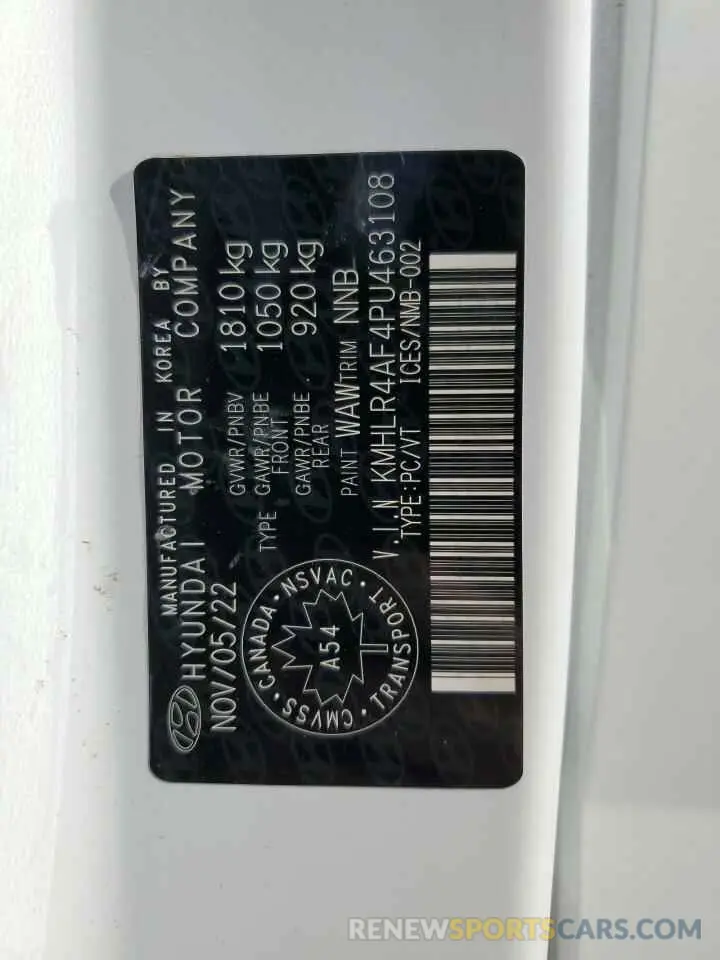 MANUFACTURED IN KOREA BY
HYUNDAI MOTOR COMPANY
NOV/05/22 GVWR/PNBV 1810 kg
TYPE GAWR/PNBE FRONT 1050 kg
GAWR/PNBE REAR 920 kg
PAINT WAW TRIM NNB
V.I.N KMHLR4AF4PU463108
TYPE:PC/VT ICES/NMB-002
CMVSS • CANADA • NSVAC • TRANSPORT •
A54
RENEWSPORTSCARS.COM